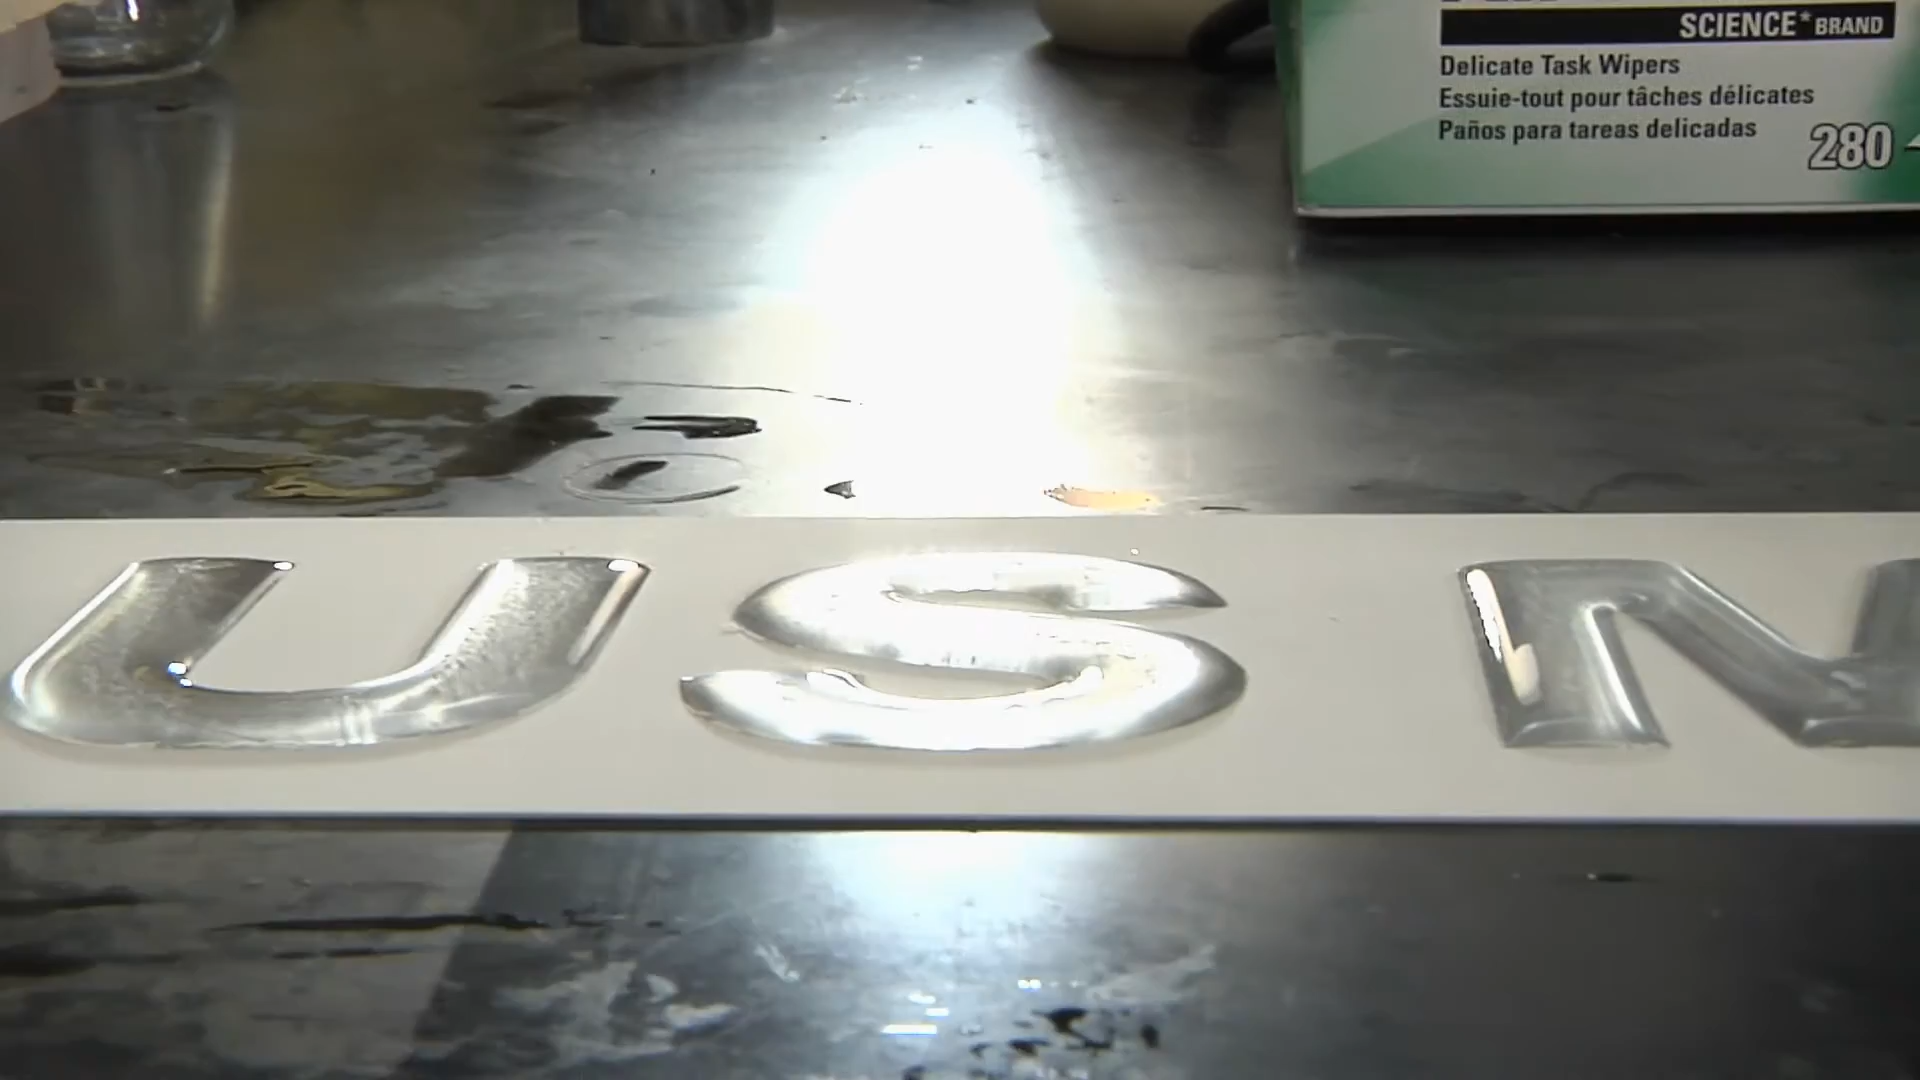 SCIENCE* BRAND
Delicate Task Wipers
Essuie-tout pour tâches délicates
Paños para tareas delicadas
280
U S N